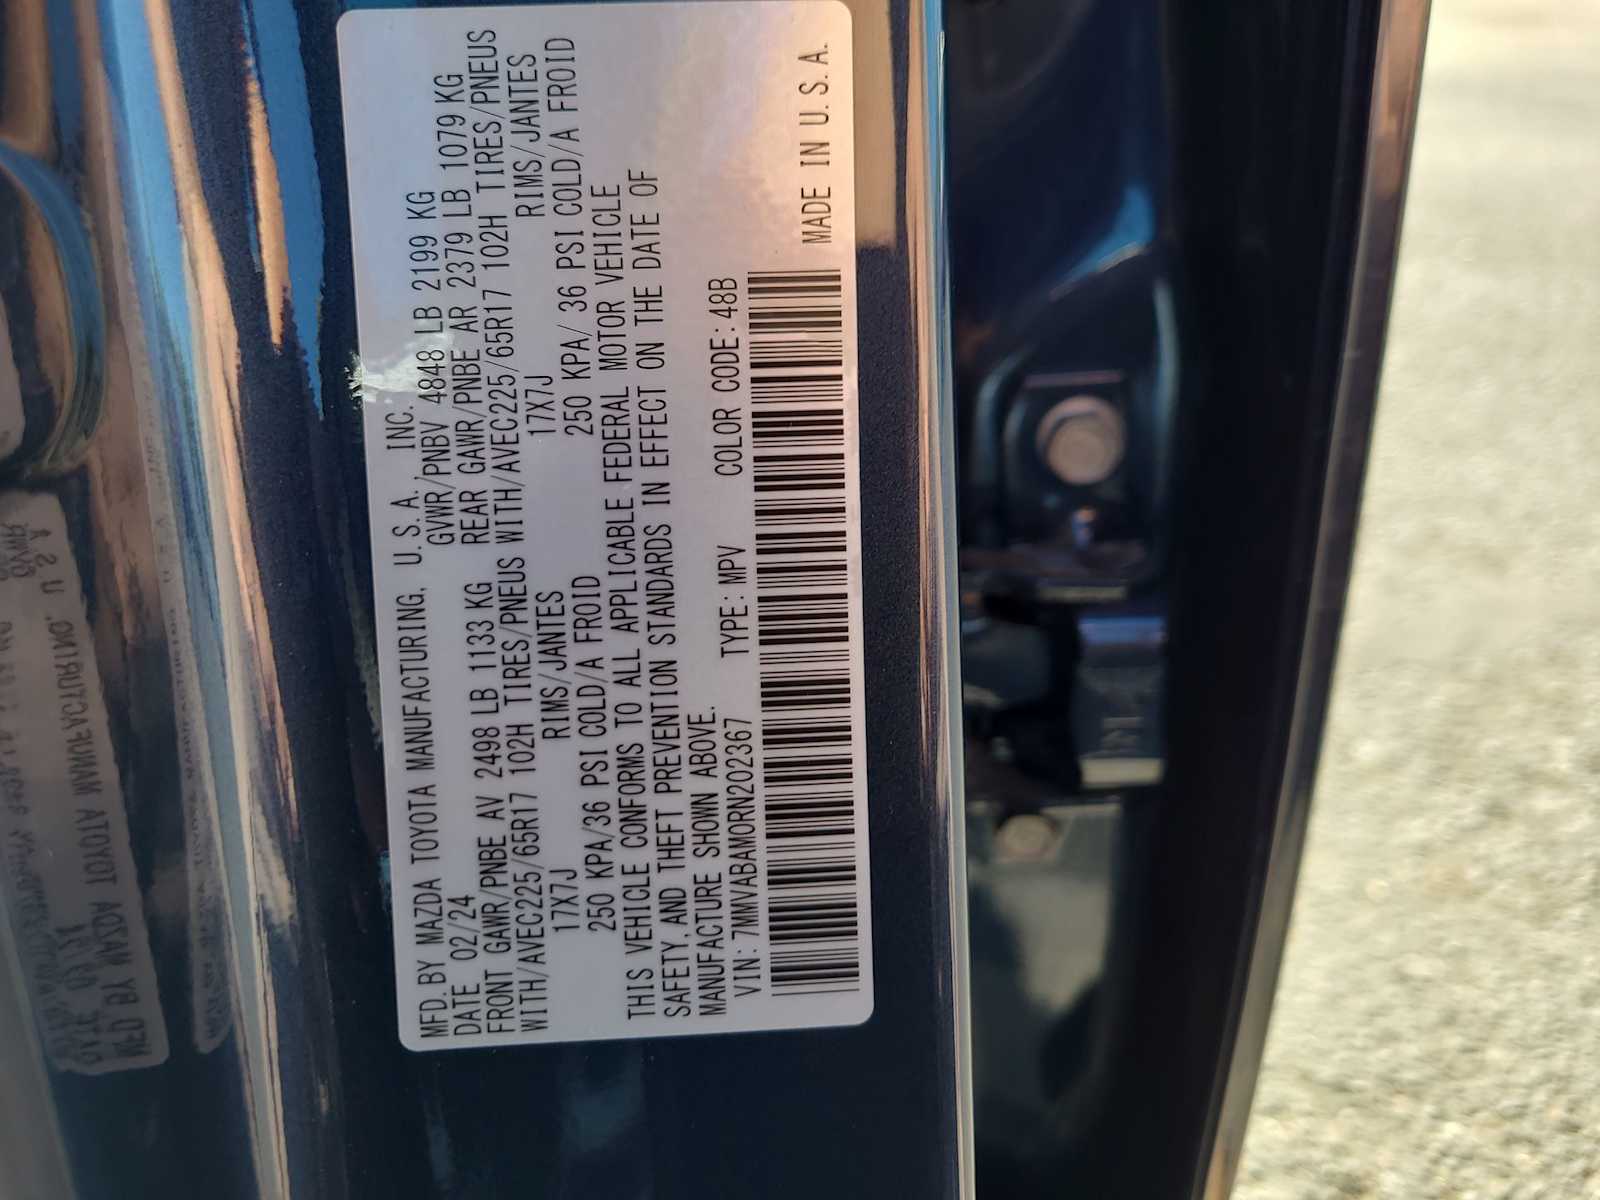 MFD. BY MAZDA TOYOTA MANUFACTURING, U.S.A., INC.
DATE 02/24 GVWR/PNBV 4848 LB 2199 KG
FRONT GAWR/PNBE AV 2498 LB 1133 KG REAR GAWR/PNBE AR 2379 LB 1079 KG
WITH/AVEC225/65R17 102H TIRES/PNEUS WITH/AVEC225/65R17 102H TIRES/PNEUS
17X7J RIMS/JANTES 17X7J RIMS/JANTES
250 KPA/36 PSI COLD/A FROID 250 KPA/ 36 PSI COLD/A FROID
THIS VEHICLE CONFORMS TO ALL APPLICABLE FEDERAL MOTOR VEHICLE
SAFETY, AND THEFT PREVENTION STANDARDS IN EFFECT ON THE DATE OF
MANUFACTURE SHOWN ABOVE.
VIN: 7MMVABAM0RN202367 TYPE: MPV COLOR CODE: 48B
MADE IN U.S.A.